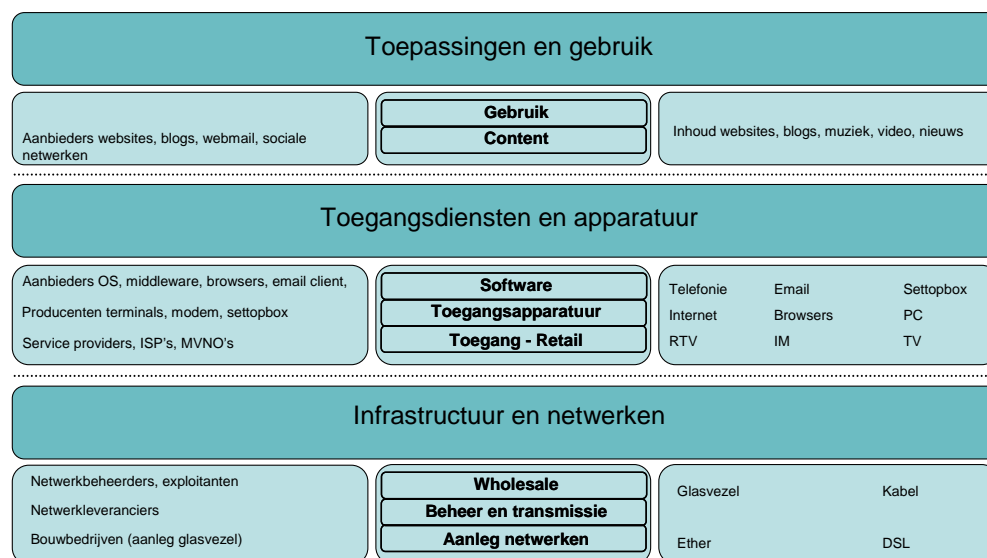 Toepassingen en gebruik
Aanbieders websites, blogs, webmail, sociale
netwerken
Gebruik
Content
Inhoud websites, blogs, muziek, video, nieuws
Toegangsdiensten en apparatuur
Aanbieders OS, middleware, browsers, email client,
Producenten terminals, modem, settopbox
Service providers, ISP's, MVNO's
Software
Toegangsapparatuur
Toegang - Retail
Telefonie Email Settopbox
Internet Browsers PC
RTV IM TV
Infrastructuur en netwerken
Netwerkbeheerders, exploitanten
Netwerkleveranciers
Bouwbedrijven (aanleg glasvezel)
Wholesale
Beheer en transmissie
Aanleg netwerken
Glasvezel Kabel
Ether DSL